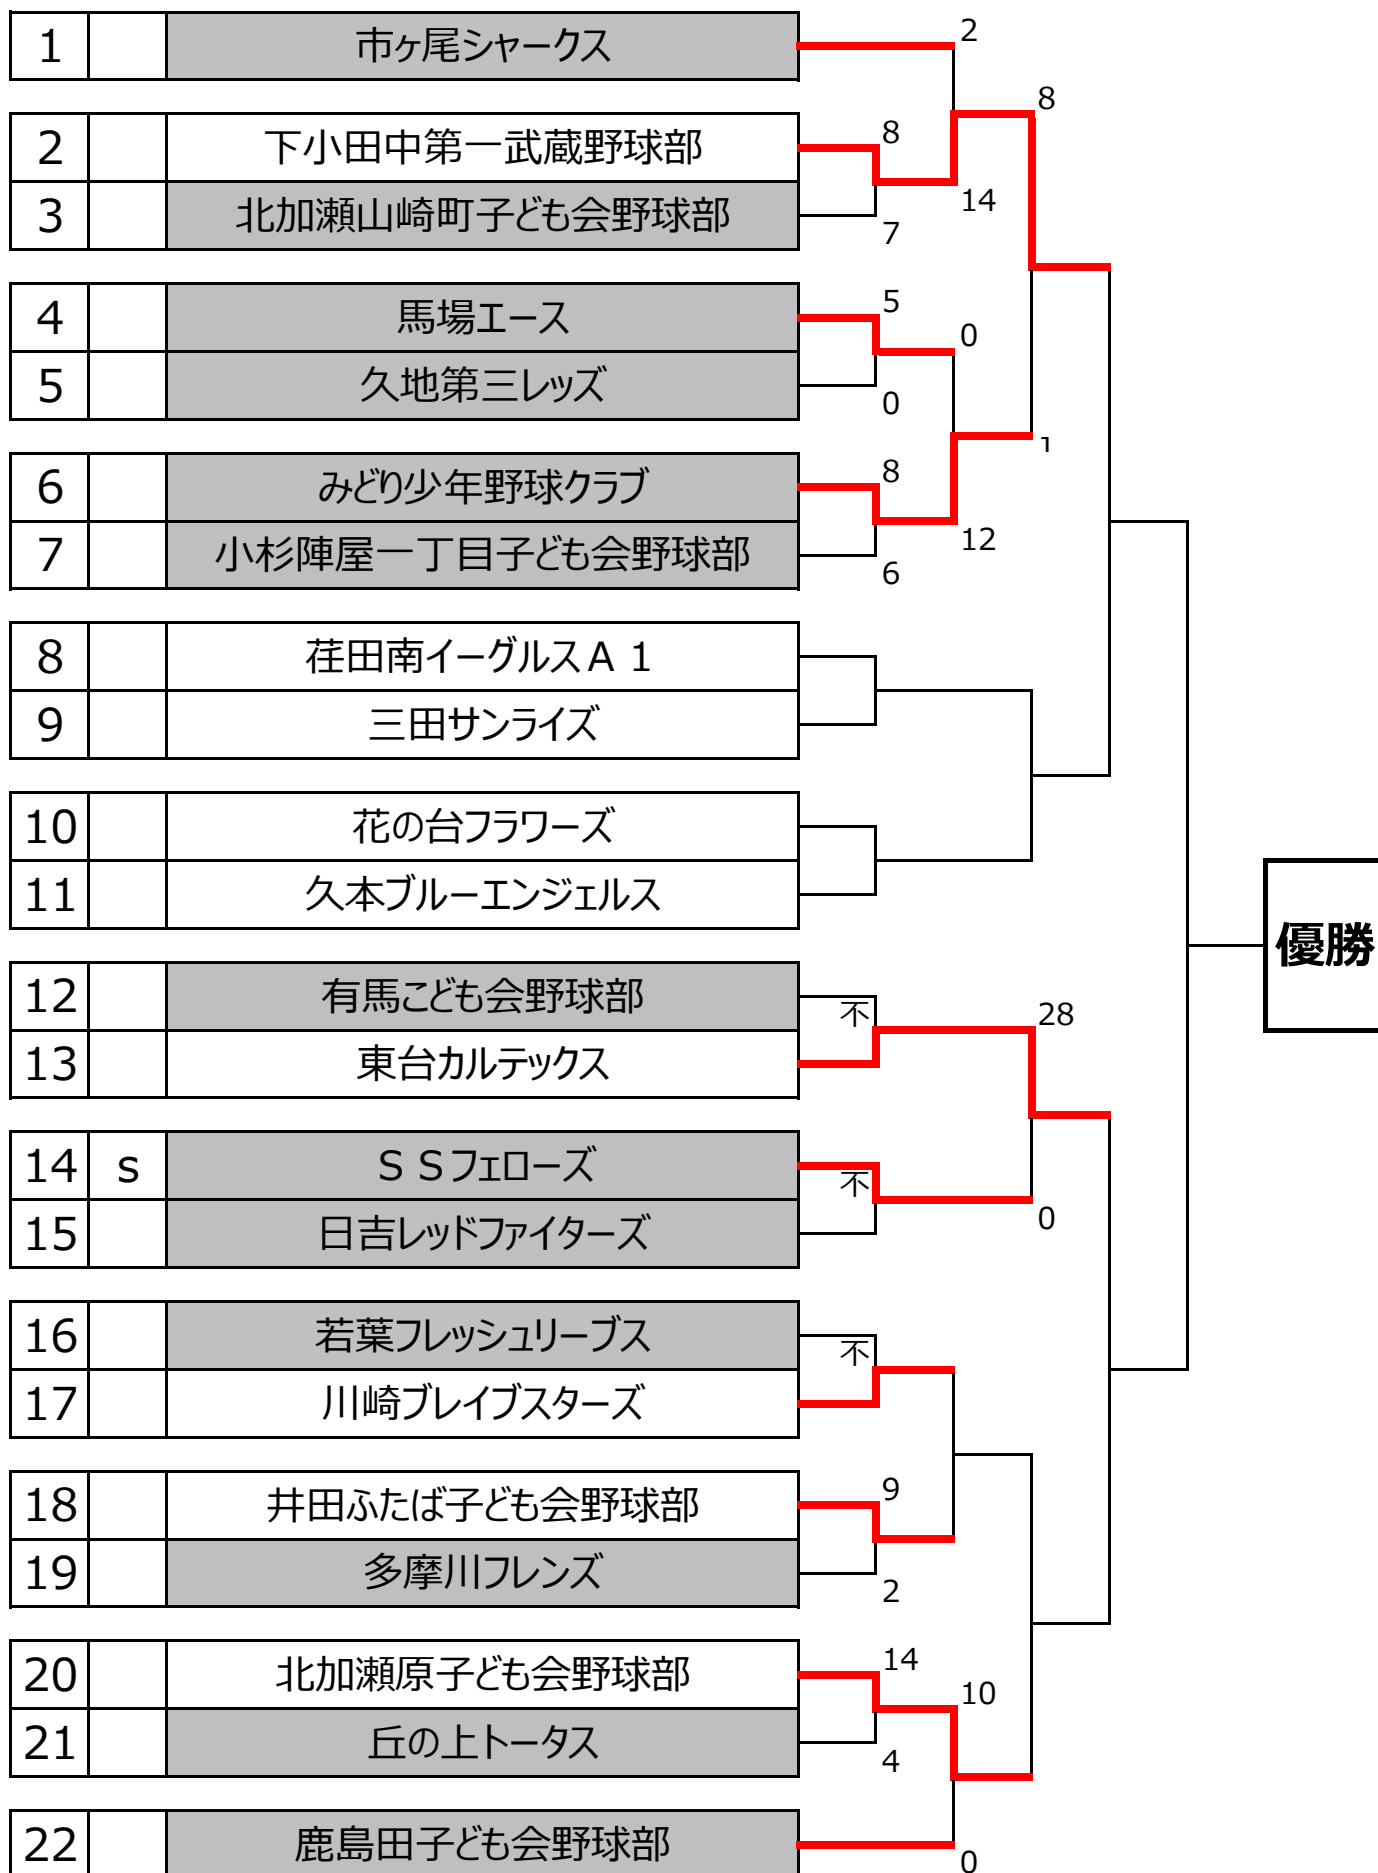 1 市ヶ尾シャークス 2
8
2 下小田中第一武蔵野球部 8
14
3 北加瀬山崎町子ども会野球部 7
4 馬場エース 5
0
5 久地第三レッズ 0
1
6 みどり少年野球クラブ 8
12
7 小杉陣屋一丁目子ども会野球部 6
8 荏田南イーグルスA 1
9 三田サンライズ
10 花の台フラワーズ
11 久本ブルーエンジェルス
優勝
12 有馬こども会野球部 不 28
13 東台カルテックス
14 s SSフェローズ 不
0
15 日吉レッドファイターズ
16 若葉フレッシュリーブス 不
17 川崎ブレイブスターズ
18 井田ふたば子ども会野球部 9
19 多摩川フレンズ 2
20 北加瀬原子ども会野球部 14
10
21 丘の上トータス 4
22 鹿島田子ども会野球部 0